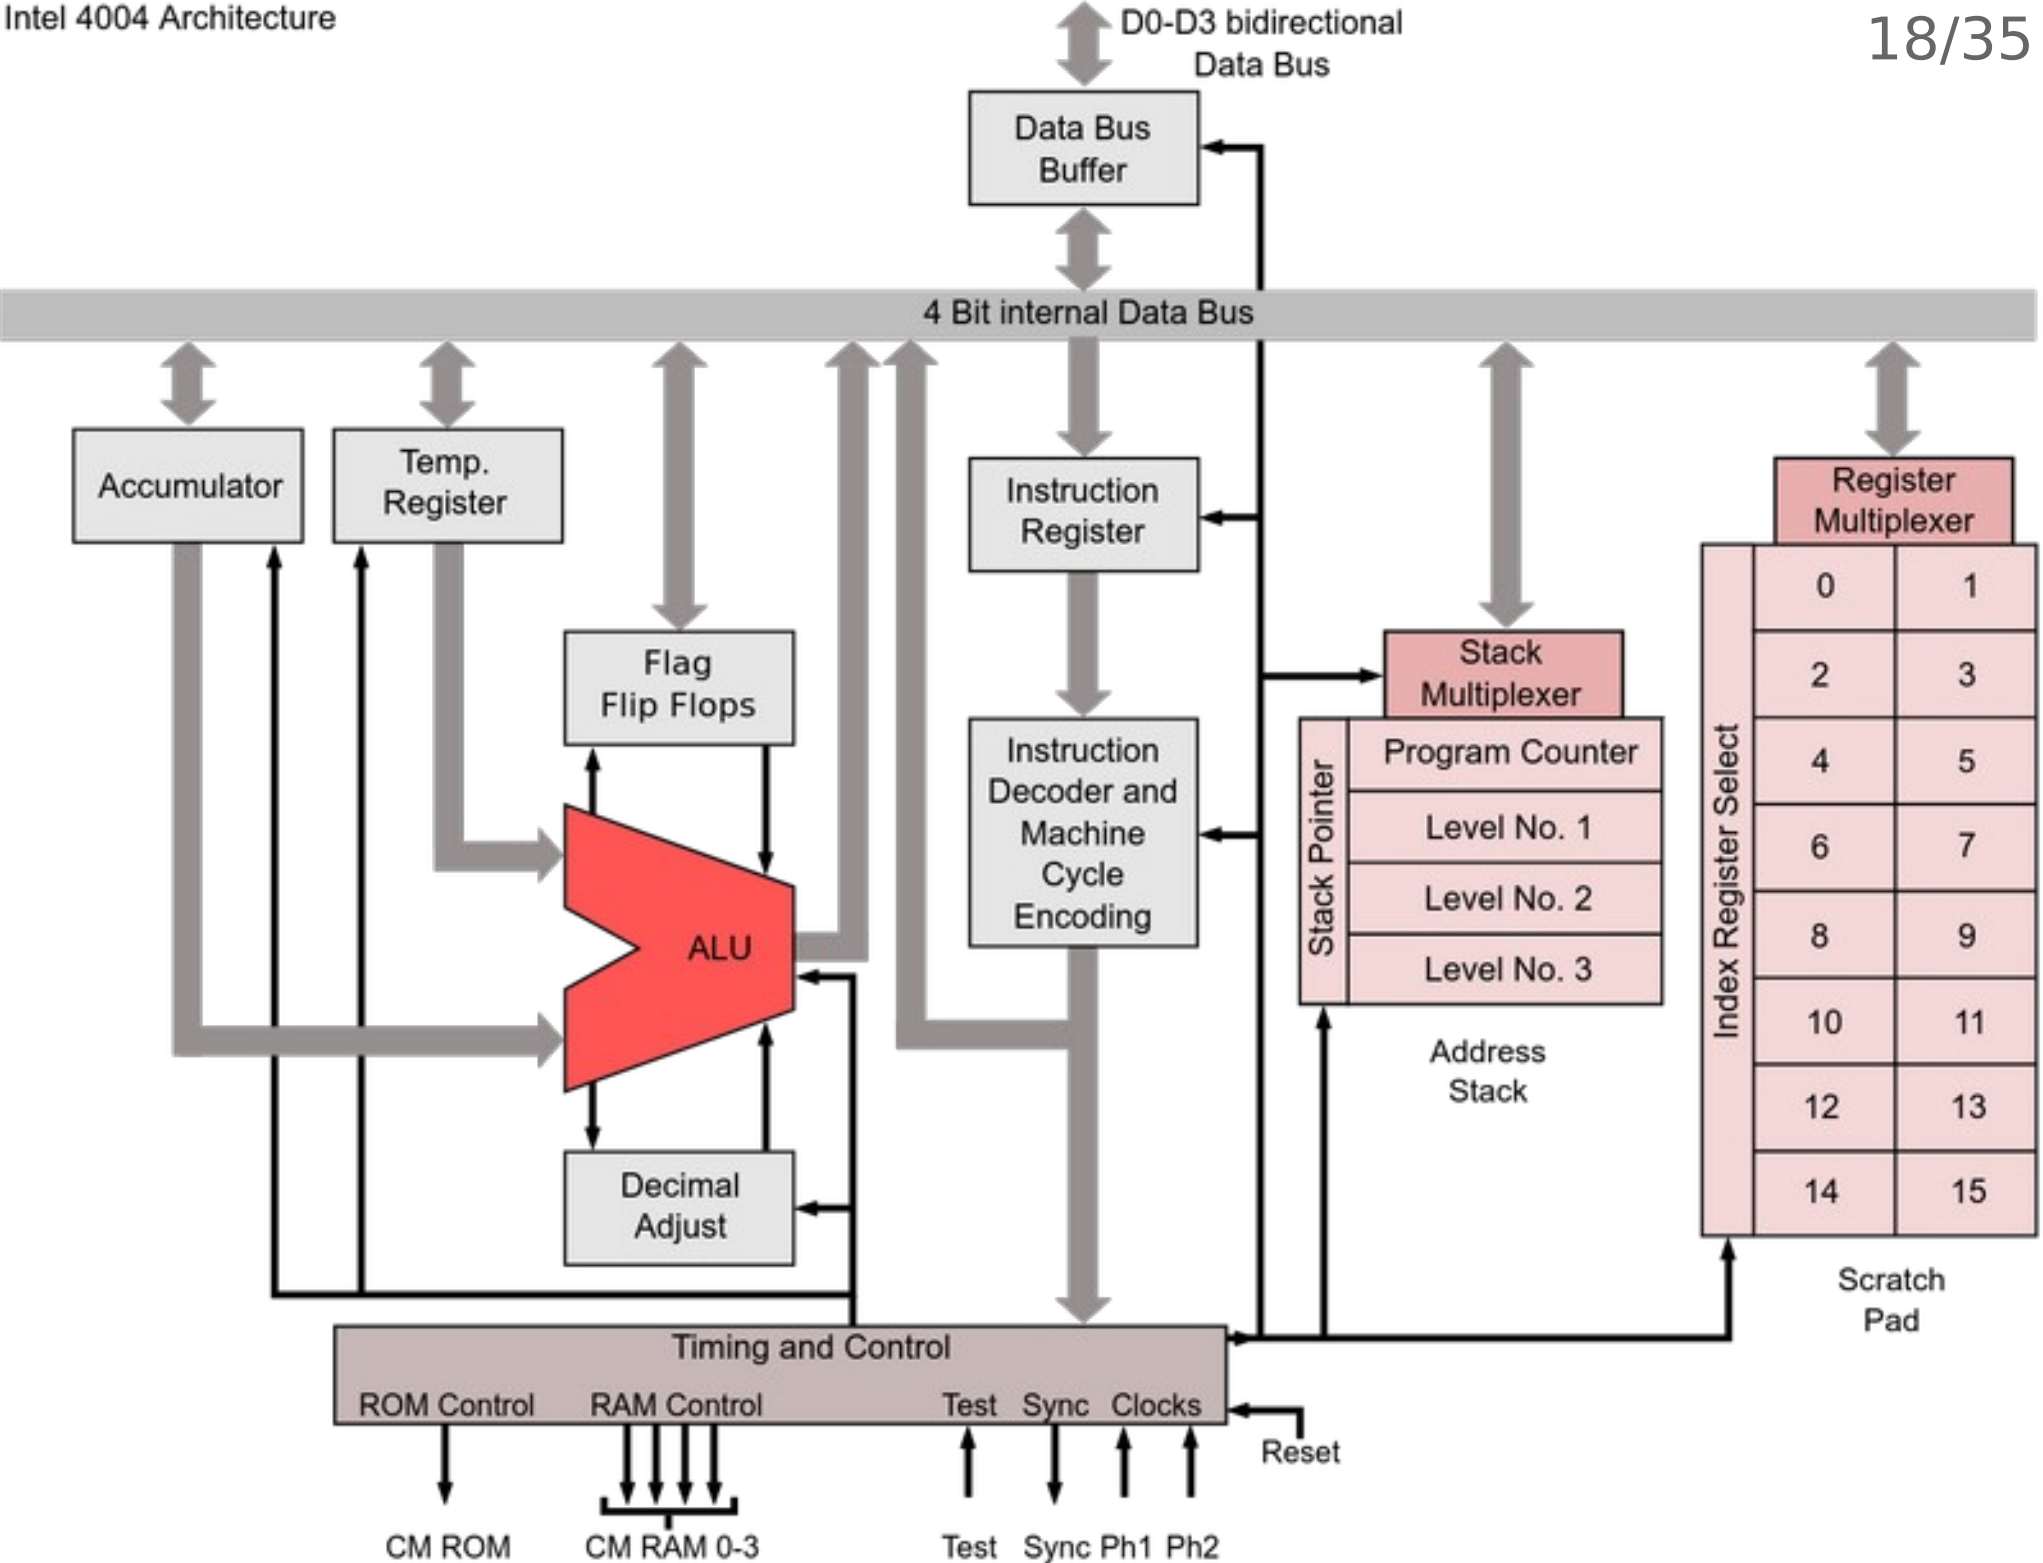 Intel 4004 Architecture
18/35
D0-D3 bidirectional
Data Bus
Data Bus
Buffer
4 Bit internal Data Bus
Accumulator
Temp.
Register
Flag
Flip Flops
ALU
Decimal
Adjust
Instruction
Register
Instruction
Decoder and
Machine
Cycle
Encoding
Stack
Multiplexer
Stack Pointer
Program Counter
Level No. 1
Level No. 2
Level No. 3
Address
Stack
Register
Multiplexer
Index Register Select
0 1
2 3
4 5
6 7
8 9
10 11
12 13
14 15
Scratch
Pad
Timing and Control
ROM Control RAM Control Test Sync Clocks
Reset
CM ROM CM RAM 0-3 Test Sync Ph1 Ph2